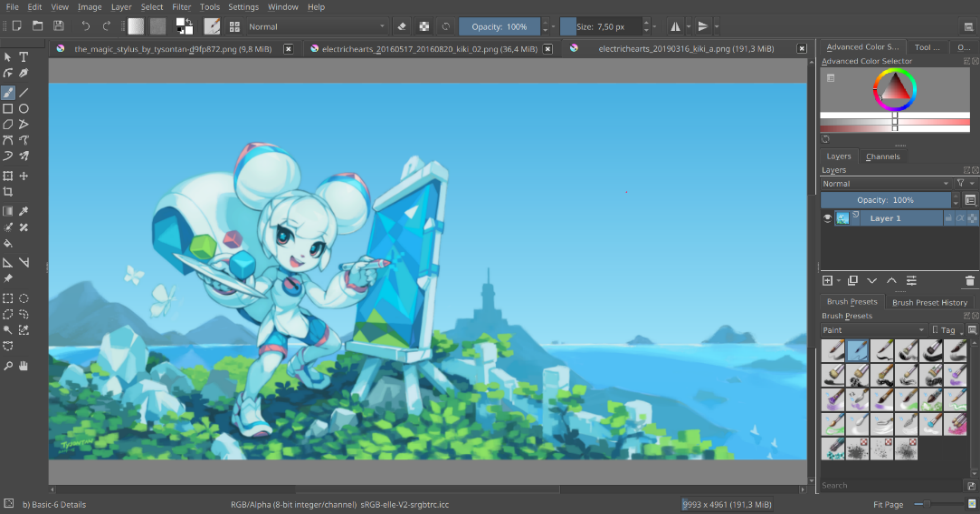 File Edit View Image Layer Select Filter Tools Settings Window Help
Normal Opacity: 100% Size: 7,50 px
the_magic_stylus_by_tysontan-d9fp872.png (9,8 MiB) electrichearts_20160517_20160820_kiki_02.png (36,4 MiB) electrichearts_20190316_kiki_a.png (191,3 MiB)
Advanced Color S... Tool ... O...
Advanced Color Selector
Layers Channels
Layers
Normal
Opacity: 100%
Layer 1
Brush Presets Brush Preset History
Brush Presets
Paint Tag
Search
b) Basic-6 Details RGB/Alpha (8-bit integer/channel) sRGB-elle-V2-srgbtrc.icc 9993 x 4961 (191,3 MiB) Fit Page